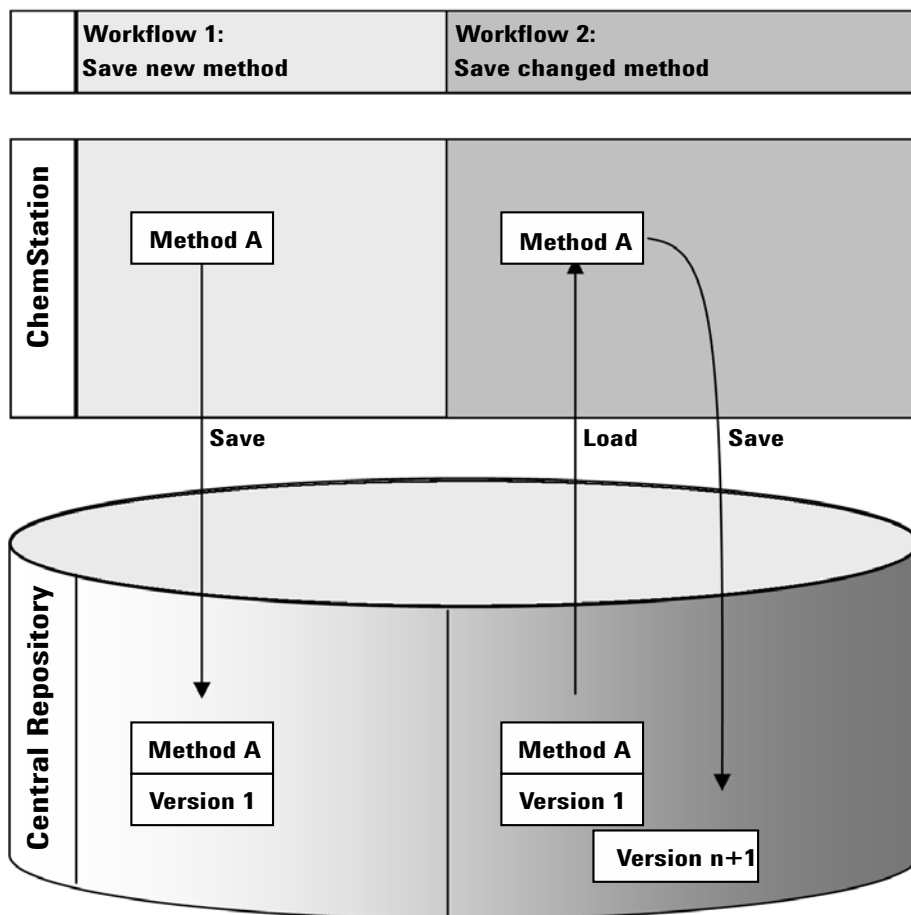 Workflow 1:
Save new method
Workflow 2:
Save changed method
ChemStation
Method A
Method A
Save
Load
Save
Central Repository
Method A
Version 1
Method A
Version 1
Version n+1